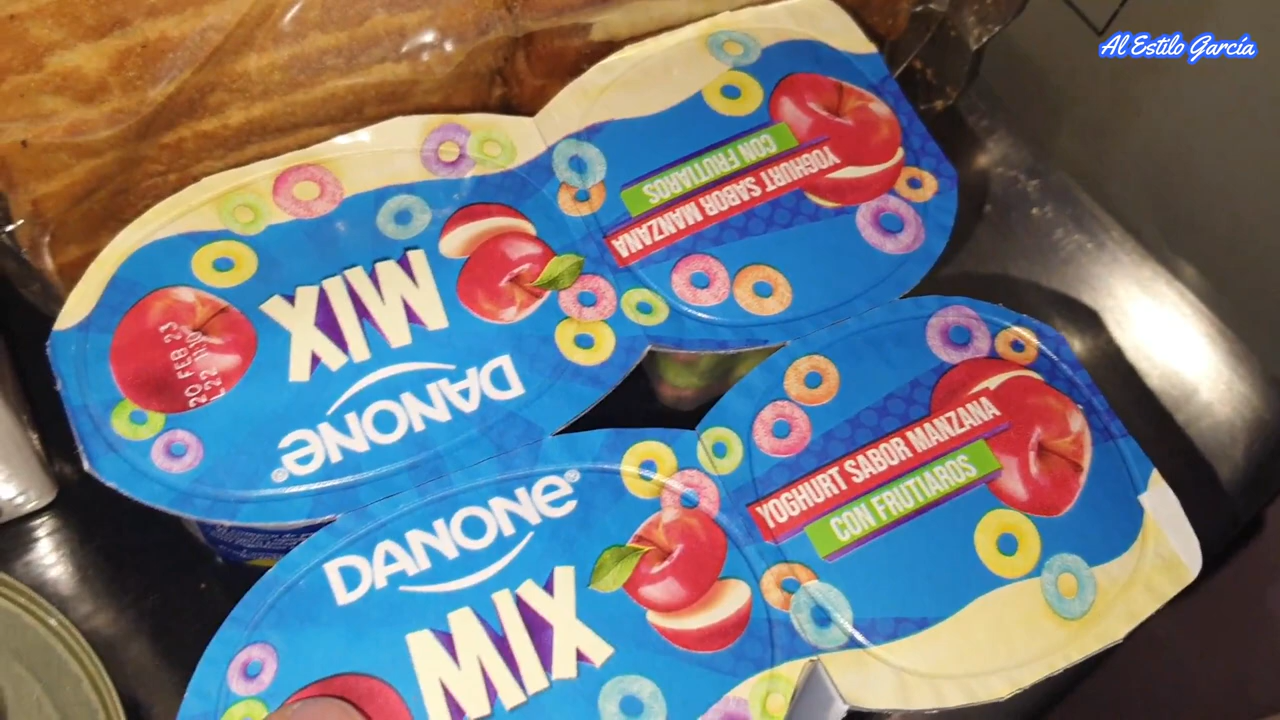 Al Estilo García
CON FRUTIAROS
YOGHURT SABOR MANZANA
MIX
DANONE®
20 FEB 23
DANONE®
MIX
YOGHURT SABOR MANZANA
CON FRUTIAROS